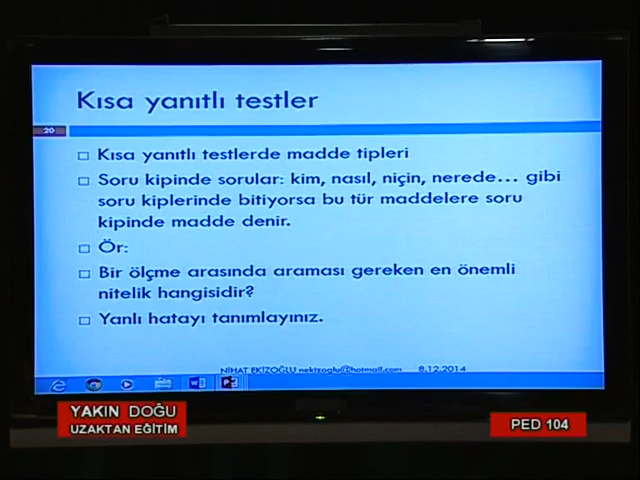 Kısa yanıtlı testler
20
Kısa yanıtlı testlerde madde tipleri
Soru kipinde sorular: kim, nasıl, niçin, nerede... gibi
soru kiplerinde bitiyorsa bu tür maddelere soru
kipinde madde denir.
Ör:
Bir ölçme arasında araması gereken en önemli
nitelik hangisidir?
Yanlı hatayı tanımlayınız.
NİHAT EKİZOĞLU nekizoglu@hotmail.com 8.12.2014
YAKIN DOĞU
UZAKTAN EĞİTİM
PED 104